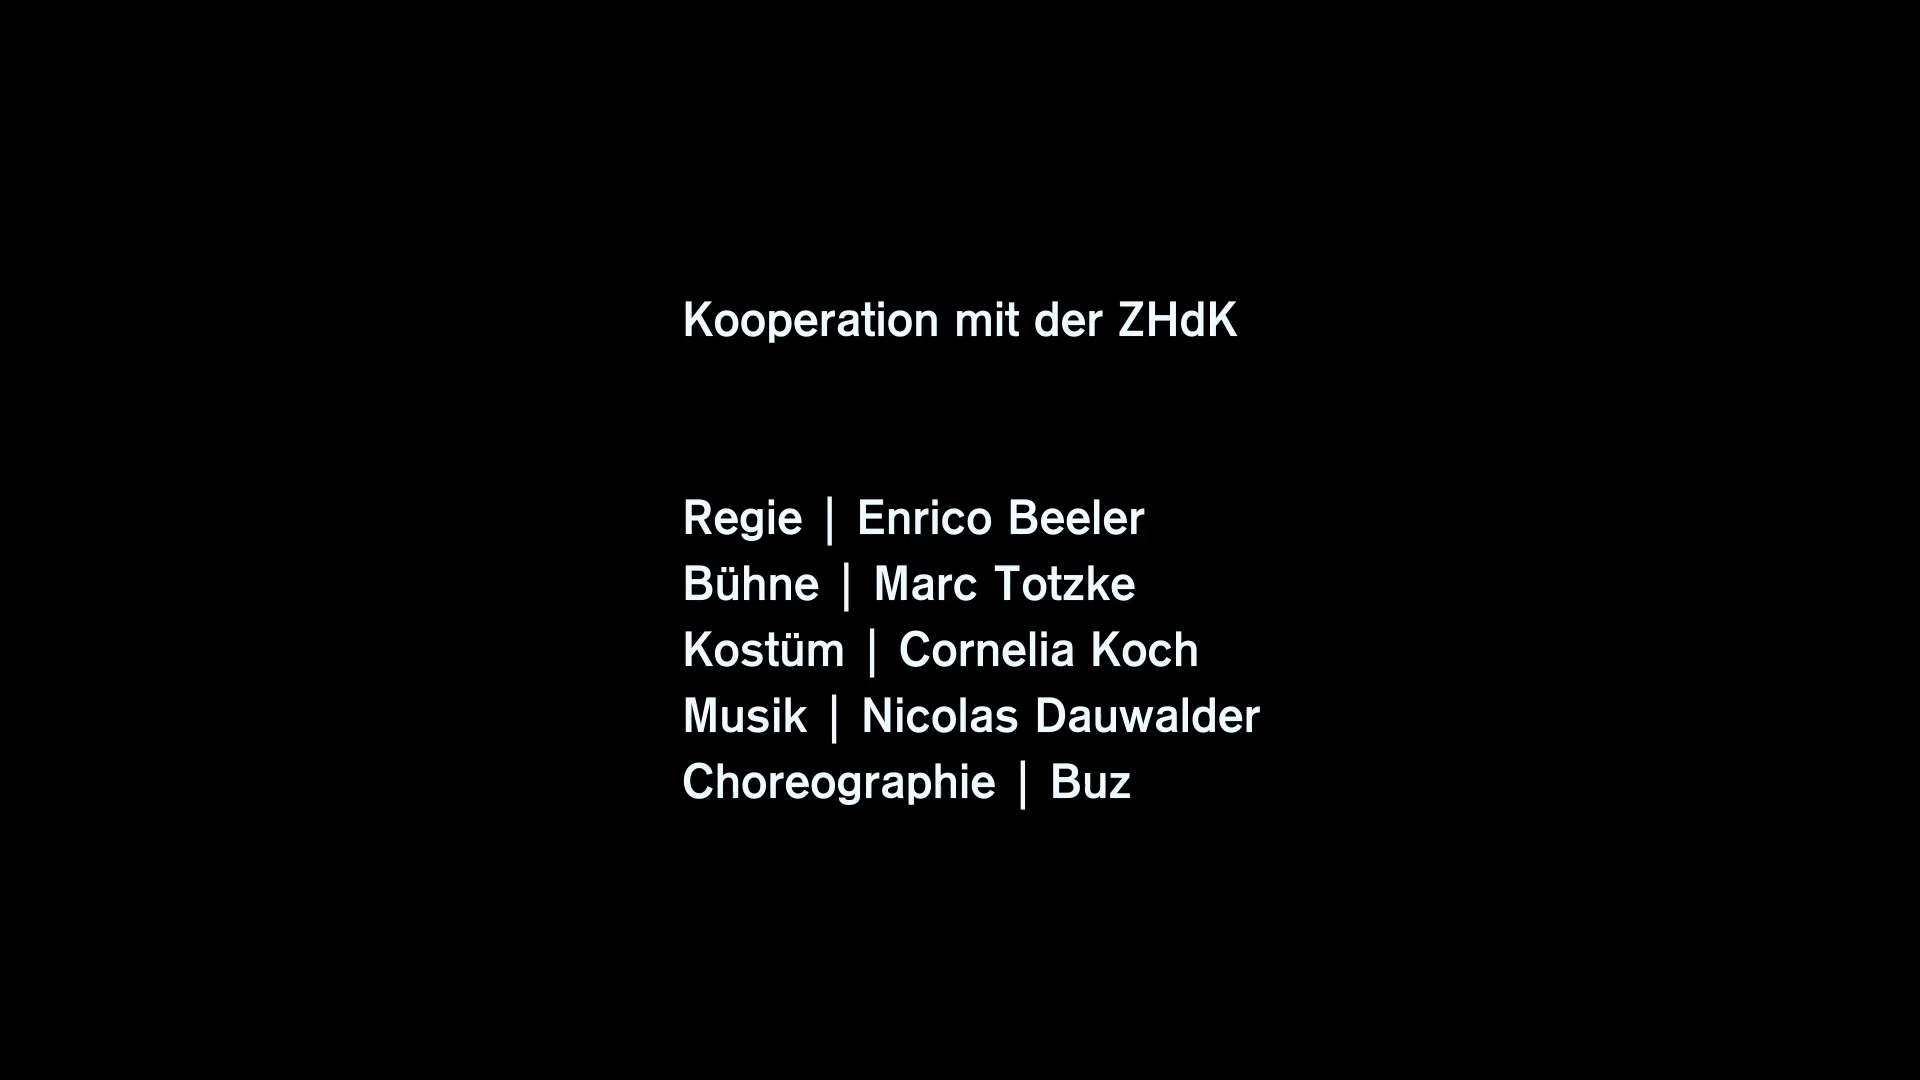 Kooperation mit der ZHdK
Regie | Enrico Beeler
Bühne | Marc Totzke
Kostüm | Cornelia Koch
Musik | Nicolas Dauwalder
Choreographie | Buz